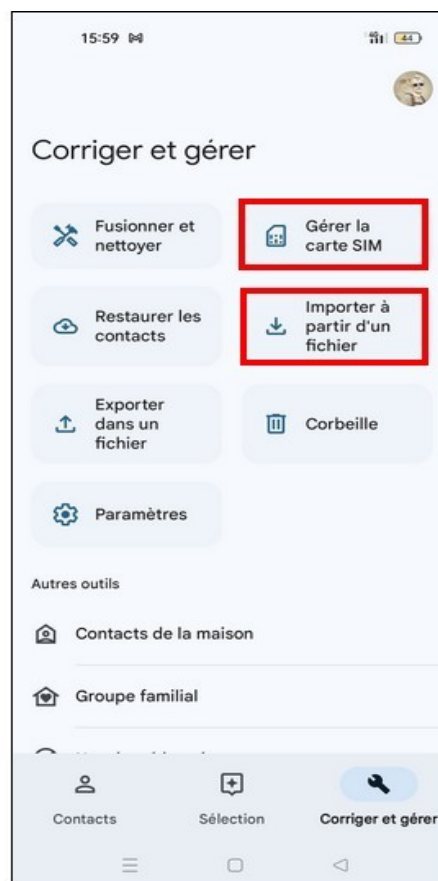 15:59
44
Corriger et gérer
Fusionner et
nettoyer
Gérer la
carte SIM
Restaurer les
contacts
Importer à
partir d'un
fichier
Exporter
dans un
fichier
Corbeille
Paramètres
Autres outils
Contacts de la maison
Groupe familial
Contacts
Sélection
Corriger et gérer